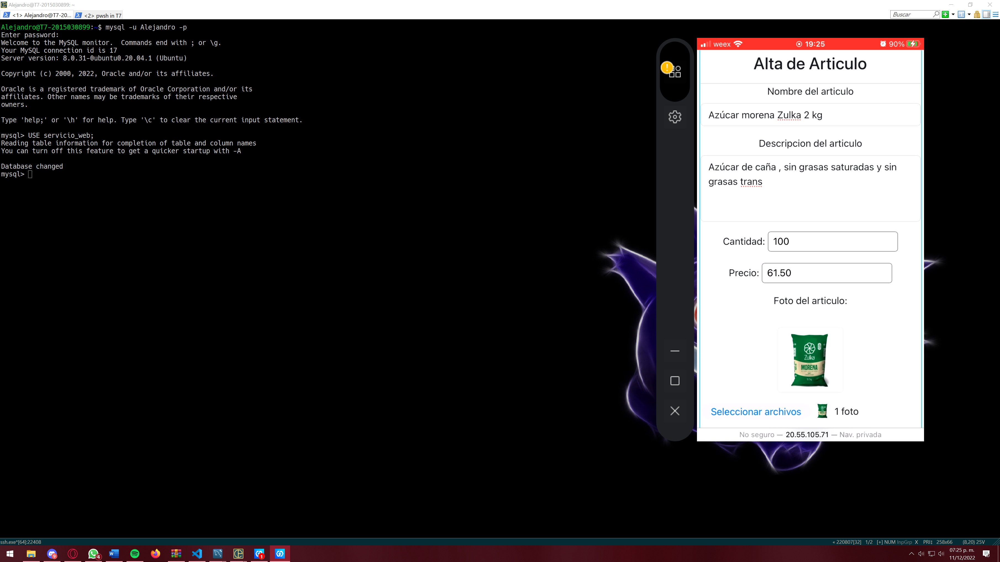 Alejandro@T7-2015030899: ~
<1> Alejandro@T7-20...
<2> pwsh in T7
Buscar
Alejandro@T7-2015030899:~$ mysql -u Alejandro -p
Enter password:
Welcome to the MySQL monitor.  Commands end with ; or \g.
Your MySQL connection id is 17
Server version: 8.0.31-0ubuntu0.20.04.1 (Ubuntu)
Copyright (c) 2000, 2022, Oracle and/or its affiliates.
Oracle is a registered trademark of Oracle Corporation and/or its
affiliates. Other names may be trademarks of their respective
owners.
Type 'help;' or '\h' for help. Type '\c' to clear the current input statement.
mysql> USE servicio_web;
Reading table information for completion of table and column names
You can turn off this feature to get a quicker startup with -A
Database changed
mysql>
weex 19:25 90%
Alta de Articulo
Nombre del articulo
Azúcar morena Zulka 2 kg
Descripcion del articulo
Azúcar de caña , sin grasas saturadas y sin
grasas trans
Cantidad: 100
Precio: 61.50
Foto del articulo:
Zulka
MORENA
Seleccionar archivos 1 foto
No seguro — 20.55.105.71 — Nav. privada
ssh.exe*[64]:22408
« 220807[32] 1/2 [+] NUM InpGrp X PRI↕ 258x66 (8,20) 25V
9
4
1
07:25 p. m.
11/12/2022